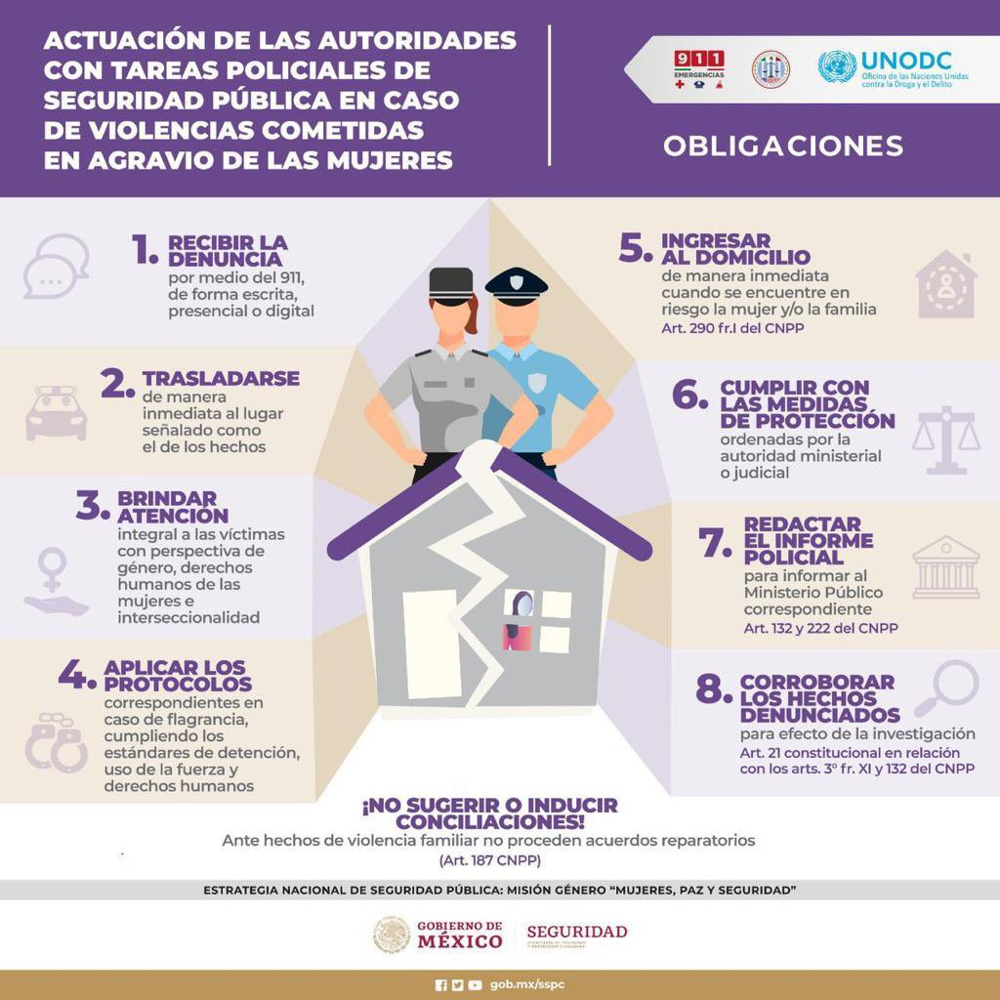 ACTUACIÓN DE LAS AUTORIDADES
CON TAREAS POLICIALES DE
SEGURIDAD PÚBLICA EN CASO
DE VIOLENCIAS COMETIDAS
EN AGRAVIO DE LAS MUJERES
911
EMERGENCIAS
UNODC
Oficina de las Naciones Unidas
contra la Droga y el Delito
OBLIGACIONES
1. RECIBIR LA
DENUNCIA
por medio del 911,
de forma escrita,
presencial o digital
2. TRASLADARSE
de manera
inmediata al lugar
señalado como
el de los hechos
3. BRINDAR
ATENCIÓN
integral a las víctimas
con perspectiva de
género, derechos
humanos de las
mujeres e
interseccionalidad
4. APLICAR LOS
PROTOCOLOS
correspondientes en
caso de flagrancia,
cumpliendo los
estándares de detención,
uso de la fuerza y
derechos humanos
5. INGRESAR
AL DOMICILIO
de manera inmediata
cuando se encuentre en
riesgo la mujer y/o la familia
Art. 290 fr.I del CNPP
6. CUMPLIR CON
LAS MEDIDAS
DE PROTECCIÓN
ordenadas por la
autoridad ministerial
o judicial
7. REDACTAR
EL INFORME
POLICIAL
para informar al
Ministerio Público
correspondiente
Art. 132 y 222 del CNPP
8. CORROBORAR
LOS HECHOS
DENUNCIADOS
para efecto de la investigación
Art. 21 constitucional en relación
con los arts. 3° fr. XI y 132 del CNPP
¡NO SUGERIR O INDUCIR
CONCILIACIONES!
Ante hechos de violencia familiar no proceden acuerdos reparatorios
(Art. 187 CNPP)
ESTRATEGIA NACIONAL DE SEGURIDAD PÚBLICA: MISIÓN GÉNERO “MUJERES, PAZ Y SEGURIDAD”
GOBIERNO DE
MÉXICO
SEGURIDAD
SECRETARÍA DE SEGURIDAD
Y PROTECCIÓN CIUDADANA
gob.mx/sspc